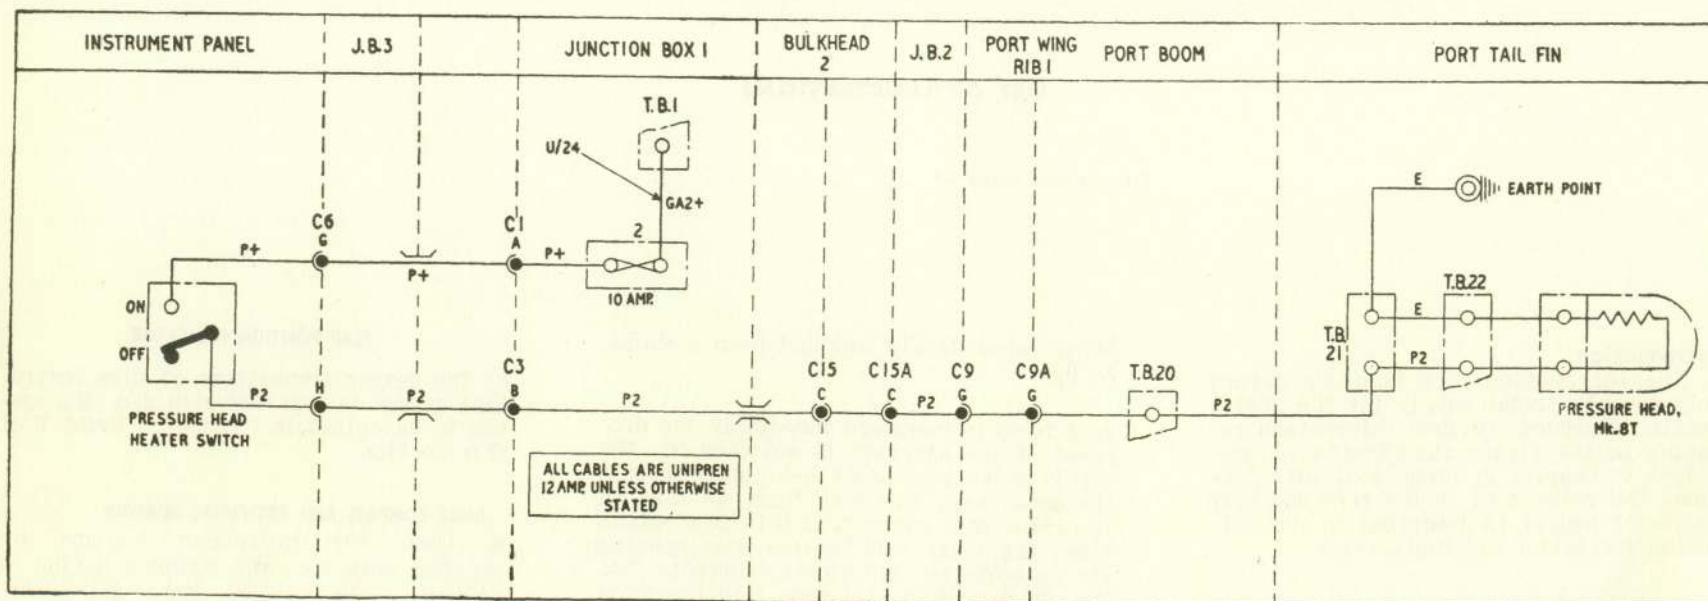 INSTRUMENT PANEL
J.B.3
JUNCTION BOX 1
BULKHEAD
2
J.B.2
PORT WING
RIB 1
PORT BOOM
PORT TAIL FIN
T.B.1
U/24
GA2+
E
EARTH POINT
C6
G
C1
A
2
P+
P+
P+
10 AMP.
ON
OFF
T.B.22
E
T.B.
21
P2
C3
B
C15
C
C15A
C
C9
G
C9A
G
T.B.20
P2
H
P2
P2
P2
P2
PRESSURE HEAD
HEATER SWITCH
PRESSURE HEAD,
Mk.8T
ALL CABLES ARE UNIPREN
12 AMP. UNLESS OTHERWISE
STATED